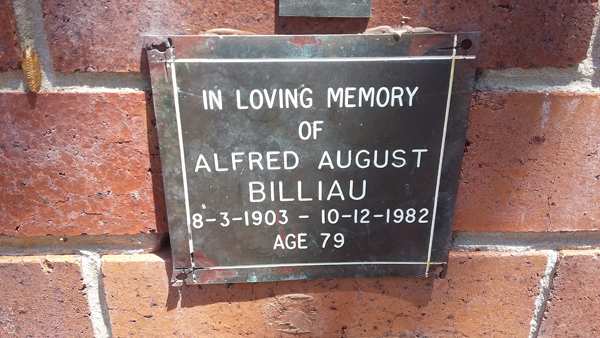 IN LOVING MEMORY
OF
ALFRED AUGUST
BILLIAU
8-3-1903 - 10-12-1982
AGE 79